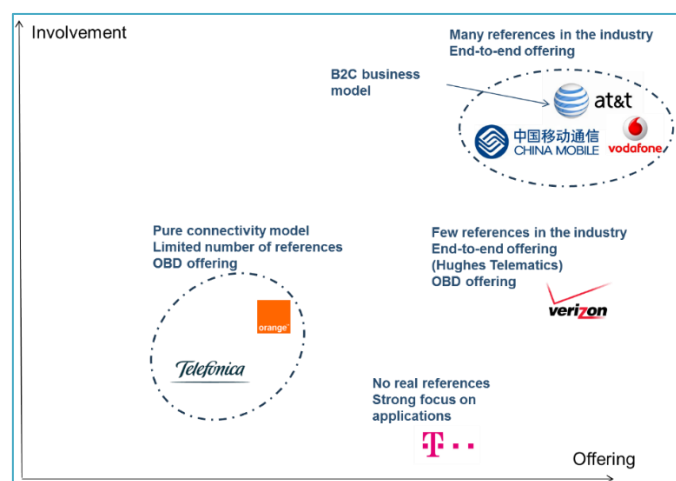 Involvement
Many references in the industry
End-to-end offering
B2C business
model
at&t
中国移动通信
CHINA MOBILE
vodafone
Pure connectivity model
Limited number of references
OBD offering
orange™
Telefónica
Few references in the industry
End-to-end offering
(Hughes Telematics)
OBD offering
verizon
No real references
Strong focus on
applications
T
Offering